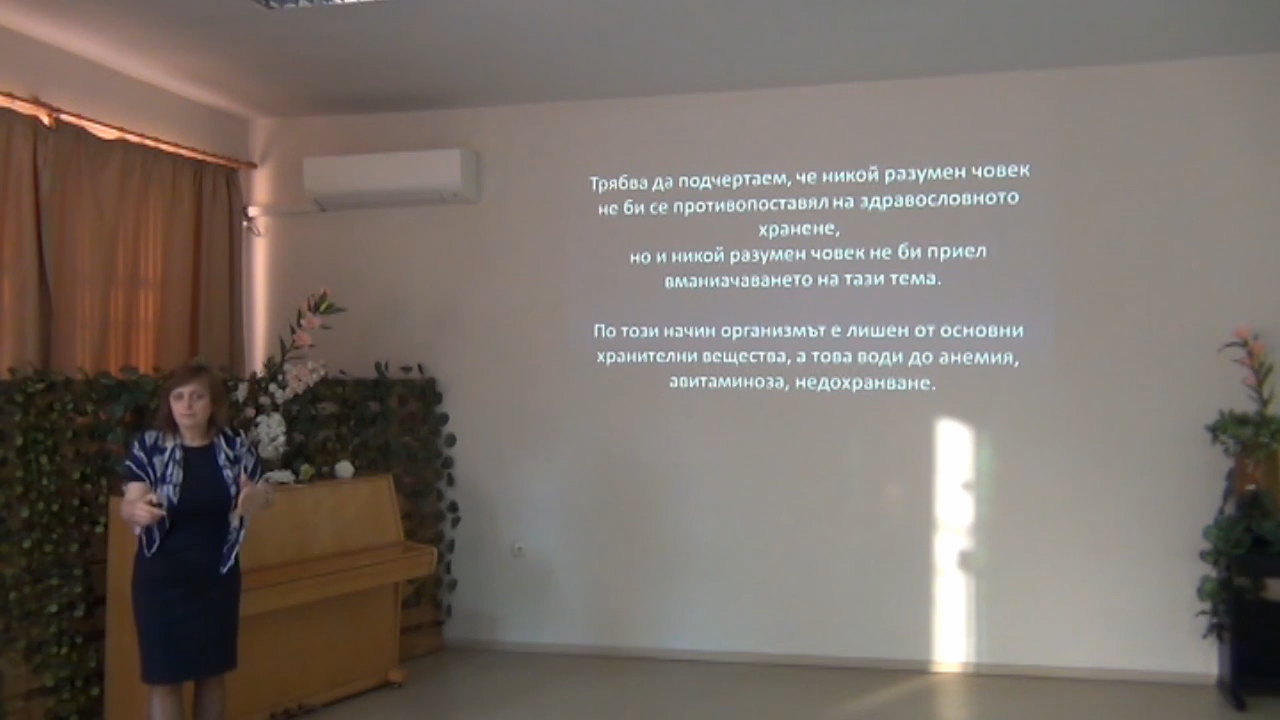 Трябва да подчертаем, че никой разумен човек
не би се противопоставял на здравословното
хранене,
но и никой разумен човек не би приел
вманиачаването на тази тема.
По този начин организмът е лишен от основни
хранителни вещества, а това води до анемия,
авитаминоза, недохранване.